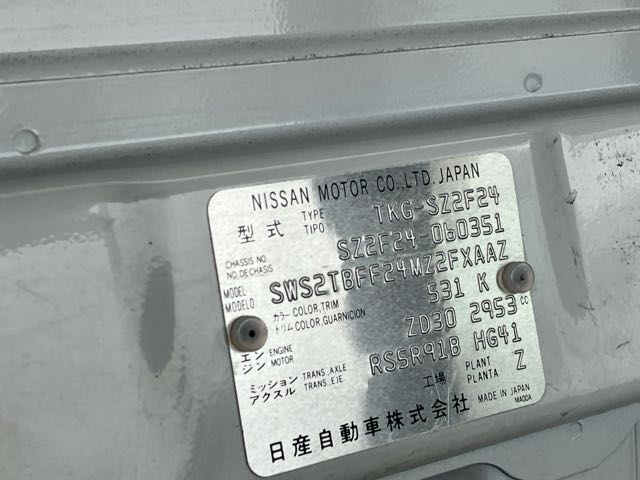 NISSAN MOTOR CO.,LTD. JAPAN
型式 TYPE TIPO TKG-SZ2F24
CHASSIS NO. NO. DE CHASIS SZ2F24-060351
MODEL MODELO SWS2TBFF24MZ2FXAAZ
カラー COLOR, TRIM トリム COLOR, GUARNICION 531 K
エンジン ENGINE MOTOR ZD30 2953 cc
ミッション アクスル TRANS., AXLE TRANS., EJE RS5R91B HG41
工場 PLANT PLANTA Z
日産自動車株式会社 MADE IN JAPAN